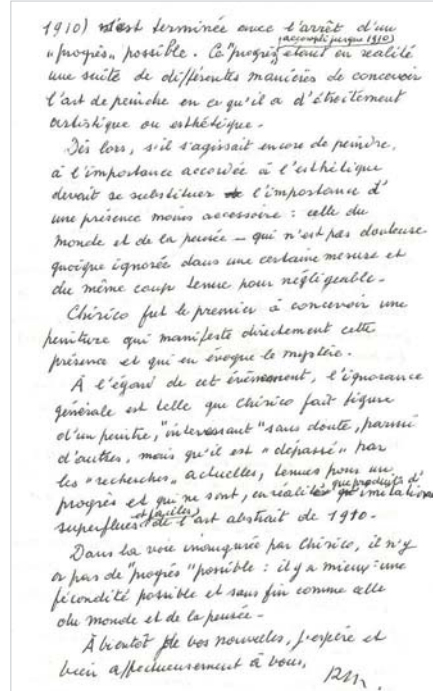 1910) s'est terminée avec l'arrêt d'un
"progrès" possible. Ce "progrès" (accompli jusque 1910) était en réalité
une suite de différentes manières de concevoir
l'art de peindre en ce qu'il a d'étroitement
artistique ou esthétique.
Dès lors, s'il s'agissait encore de peindre,
à l'importance accordée à l'esthétique
devait se substituer l'importance d'
une présence moins accessoire : celle du
monde et de la pensée — qui n'est pas douteuse
quoique ignorée dans une certaine mesure et
du même coup tenue pour négligeable.
Chirico fut le premier à concevoir une
peinture qui manifeste directement cette
présence et qui en évoque le mystère.
À l'égard de cet événement, l'ignorance
générale est telle que Chirico fait figure
d'un peintre, "intéressant" sans doute, parmi
d'autres, mais qu'il est "dépassé" par
les "recherches" actuelles, tenues pour un
progrès et qui ne sont, en réalité que produits d'imitations
superflues et faciles de l'art abstrait de 1910.
Dans la voie inaugurée par Chirico, il n'y
a pas de "progrès" possible : il y a mieux : une
fécondité possible et sans fin comme celle
du monde et de la pensée.
À bientôt de vos nouvelles, j'espère et
bien affectueusement à vous,
RM.